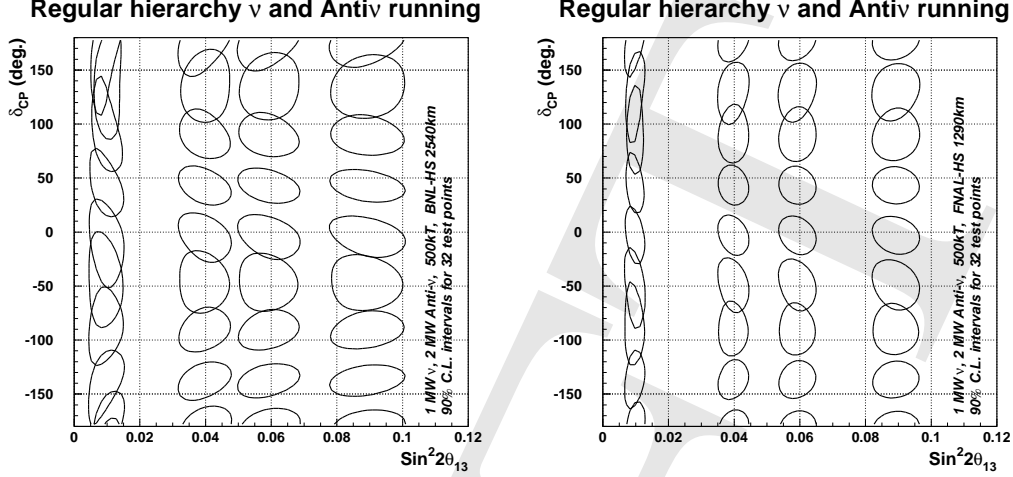 Regular hierarchy ν and Antiν running
δCP (deg.)
150
100
50
0
-50
-100
-150
0 0.02 0.04 0.06 0.08 0.1 0.12
Sin²2θ13
1 MW ν, 2 MW Anti-ν, 500kT, BNL-HS 2540km
90% C.L. intervals for 32 test points
Regular hierarchy ν and Antiν running
δCP (deg.)
150
100
50
0
-50
-100
-150
0 0.02 0.04 0.06 0.08 0.1 0.12
Sin²2θ13
1 MW ν, 2 MW Anti-ν, 500kT, FNAL-HS 1290km
90% C.L. intervals for 32 test points